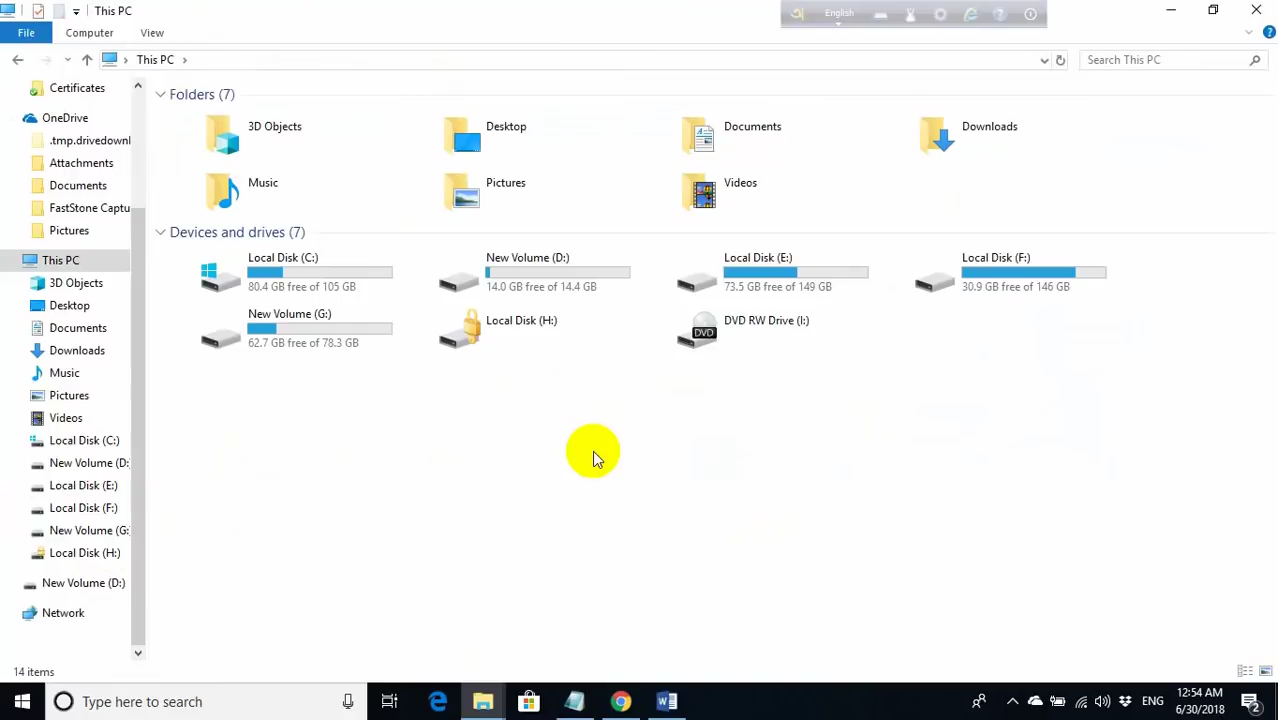 This PC
English
File
Computer
View
This PC
Search This PC
Certificates
OneDrive
.tmp.drivedownl
Attachments
Documents
FastStone Captu
Pictures
This PC
3D Objects
Desktop
Documents
Downloads
Music
Pictures
Videos
Local Disk (C:)
New Volume (D:
Local Disk (E:)
Local Disk (F:)
New Volume (G:
Local Disk (H:)
New Volume (D:)
Network
Folders (7)
3D Objects
Desktop
Documents
Downloads
Music
Pictures
Videos
Devices and drives (7)
Local Disk (C:)
80.4 GB free of 105 GB
New Volume (D:)
14.0 GB free of 14.4 GB
Local Disk (E:)
73.5 GB free of 149 GB
Local Disk (F:)
30.9 GB free of 146 GB
New Volume (G:)
62.7 GB free of 78.3 GB
Local Disk (H:)
DVD
DVD RW Drive (I:)
14 items
Type here to search
ENG
12:54 AM
6/30/2018
2